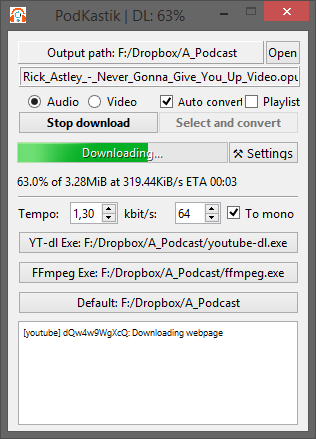 PodKastik | DL: 63%
Output path: F:/Dropbox/A_Podcast Open
Rick_Astley_-_Never_Gonna_Give_You_Up_Video.opu
Audio Video Auto convert Playlist
Stop download Select and convert
Downloading... Settings
63.0% of 3.28MiB at 319.44KiB/s ETA 00:03
Tempo: 1,30 kbit/s: 64 To mono
YT-dl Exe: F:/Dropbox/A_Podcast/youtube-dl.exe
FFmpeg Exe: F:/Dropbox/A_Podcast/ffmpeg.exe
Default: F:/Dropbox/A_Podcast
[youtube] dQw4w9WgXcQ: Downloading webpage